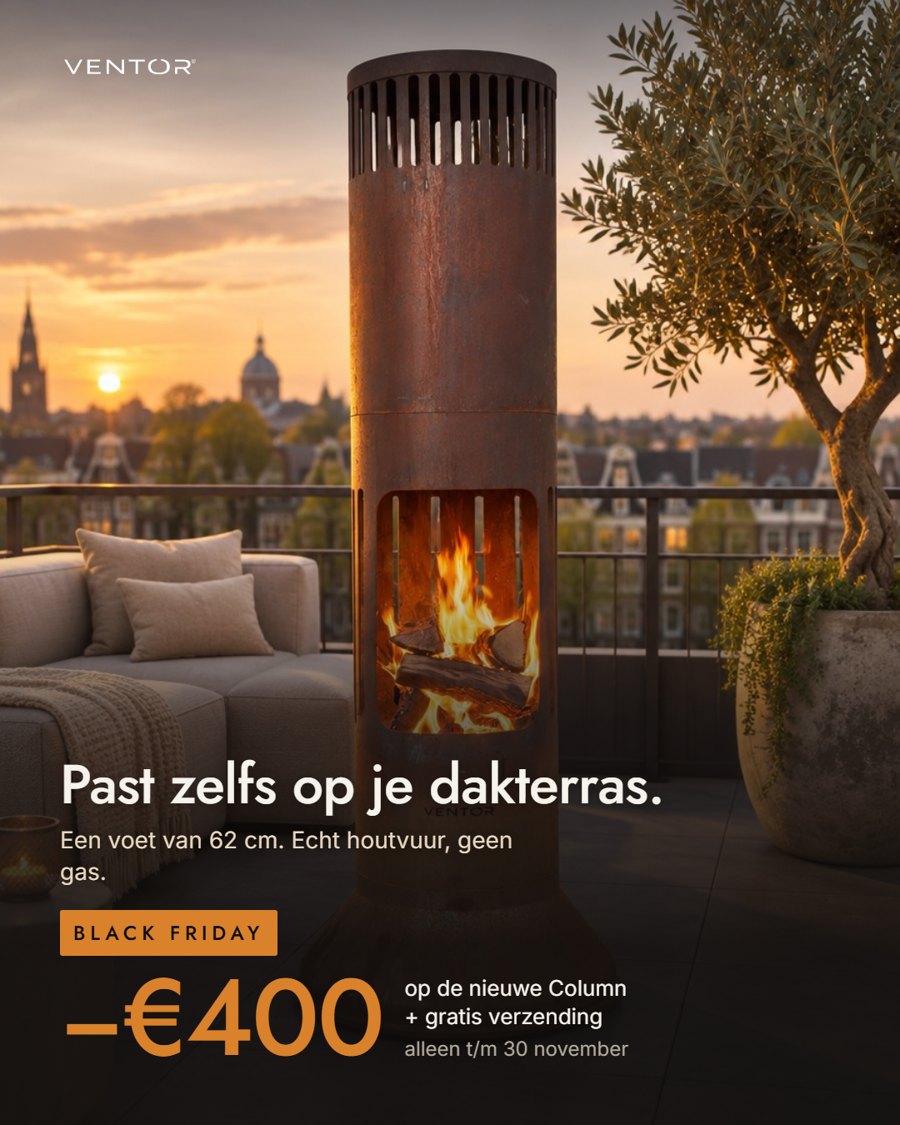 VENTOR®
Past zelfs op je dakterras.
VENTOR
Een voet van 62 cm. Echt houtvuur, geen
gas.
BLACK FRIDAY
–€400
op de nieuwe Column
+ gratis verzending
alleen t/m 30 november